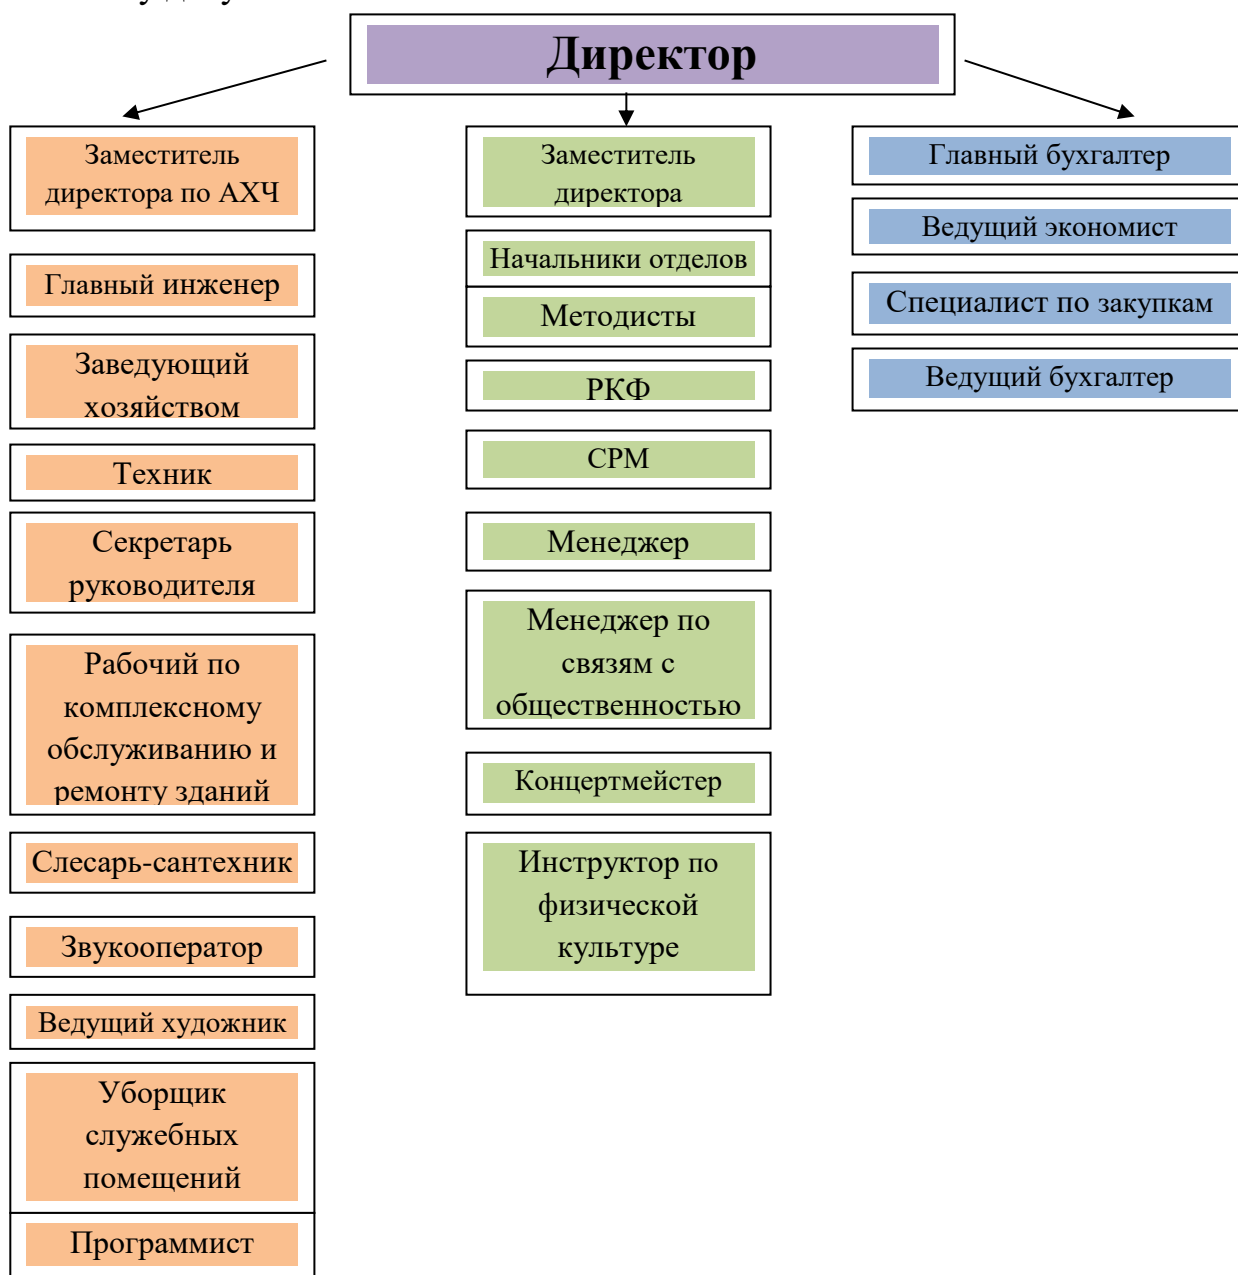 Директор
Заместитель
директора по АХЧ
Главный инженер
Заведующий
хозяйством
Техник
Секретарь
руководителя
Рабочий по
комплексному
обслуживанию и
ремонту зданий
Слесарь-сантехник
Звукооператор
Ведущий художник
Уборщик
служебных
помещений
Программист
Заместитель
директора
Начальники отделов
Методисты
РКФ
СРМ
Менеджер
Менеджер по
связям с
общественностью
Концертмейстер
Инструктор по
физической
культуре
Главный бухгалтер
Ведущий экономист
Специалист по закупкам
Ведущий бухгалтер